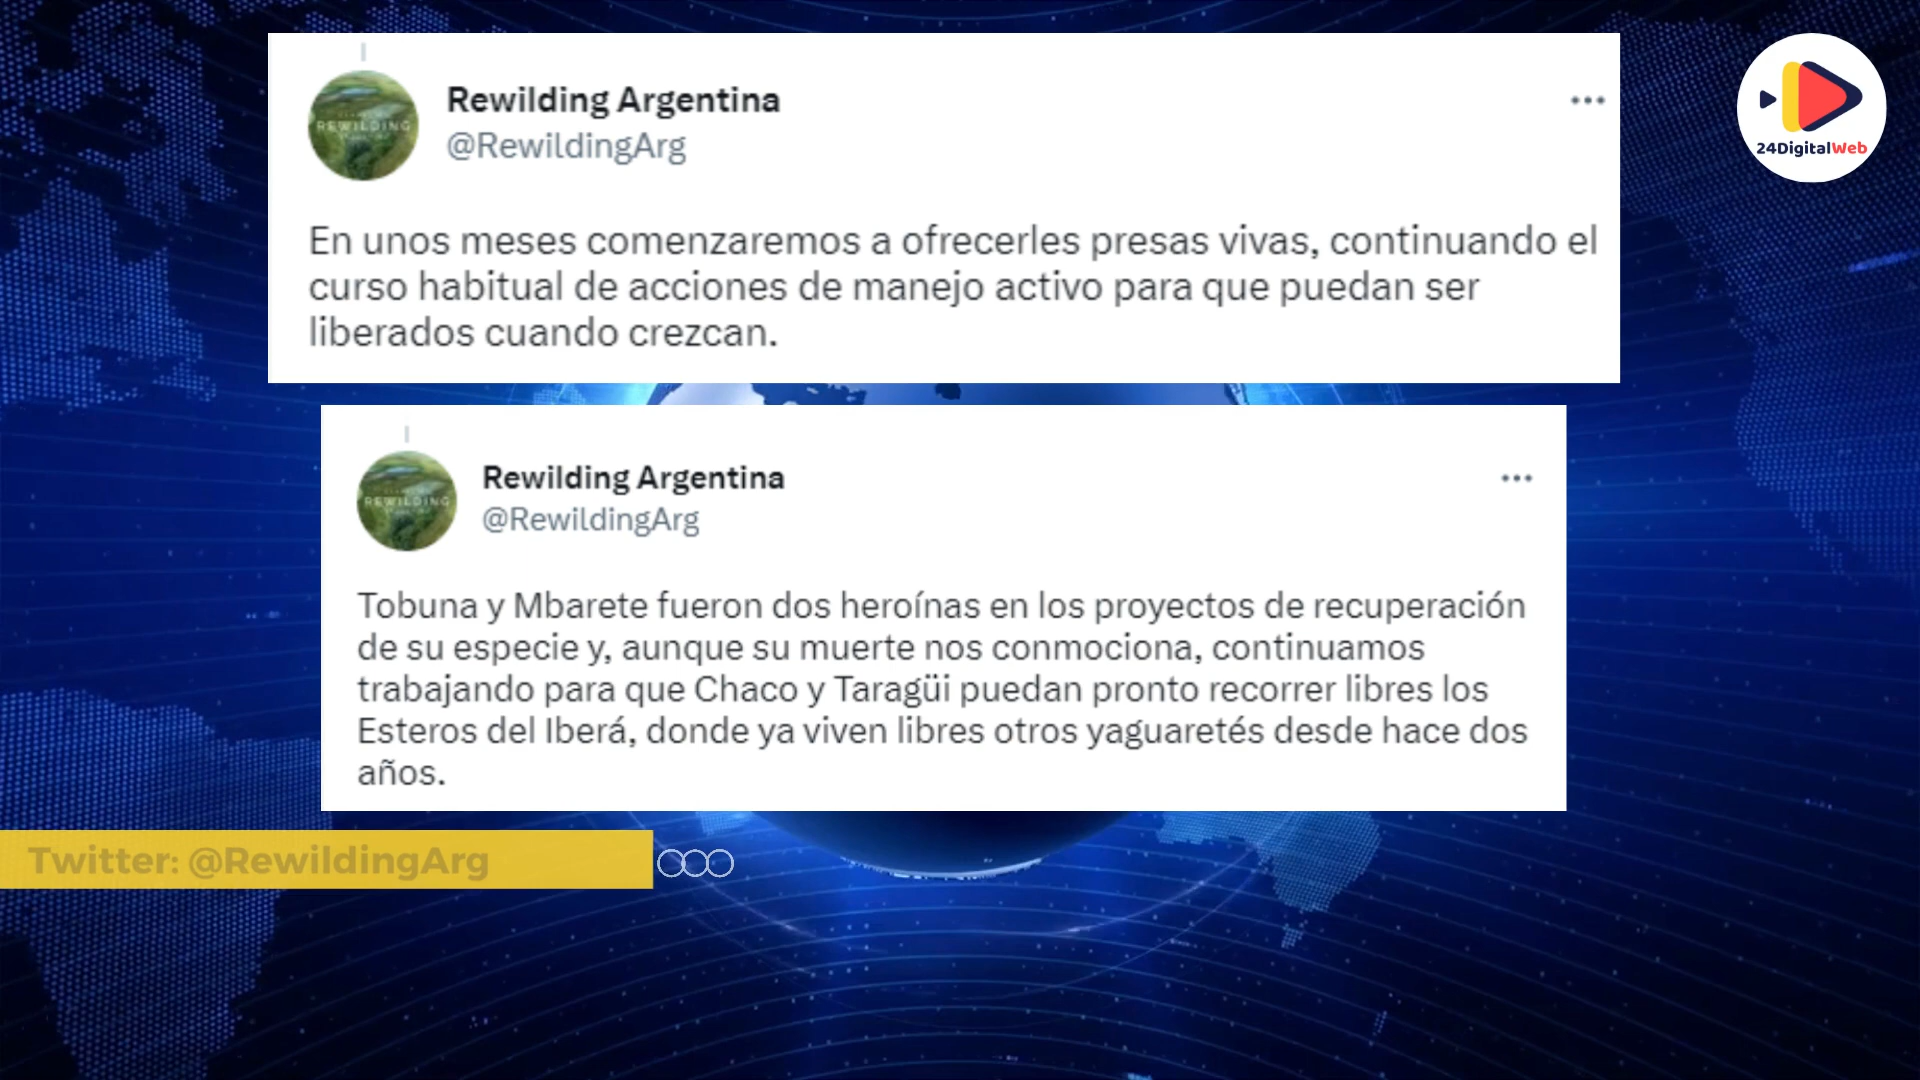 Rewilding Argentina
@RewildingArg
En unos meses comenzaremos a ofrecerles presas vivas, continuando el
curso habitual de acciones de manejo activo para que puedan ser
liberados cuando crezcan.
24DigitalWeb
REWILDING
Rewilding Argentina
@RewildingArg
Tobuna y Mbarete fueron dos heroínas en los proyectos de recuperación
de su especie y, aunque su muerte nos conmociona, continuamos
trabajando para que Chaco y Taragüi puedan pronto recorrer libres los
Esteros del Iberá, donde ya viven libres otros yaguaretés desde hace dos
años.
REWILDING
Twitter: @RewildingArg